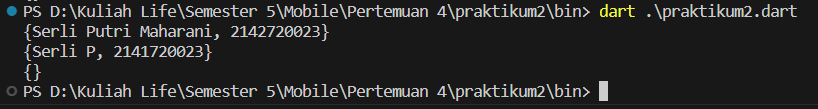 PS D:\Kuliah Life\Semester 5\Mobile\Pertemuan 4\praktikum2\bin> dart .\praktikum2.dart
{Serli Putri Maharani, 2142720023}
{Serli P, 2141720023}
{}
PS D:\Kuliah Life\Semester 5\Mobile\Pertemuan 4\praktikum2\bin>